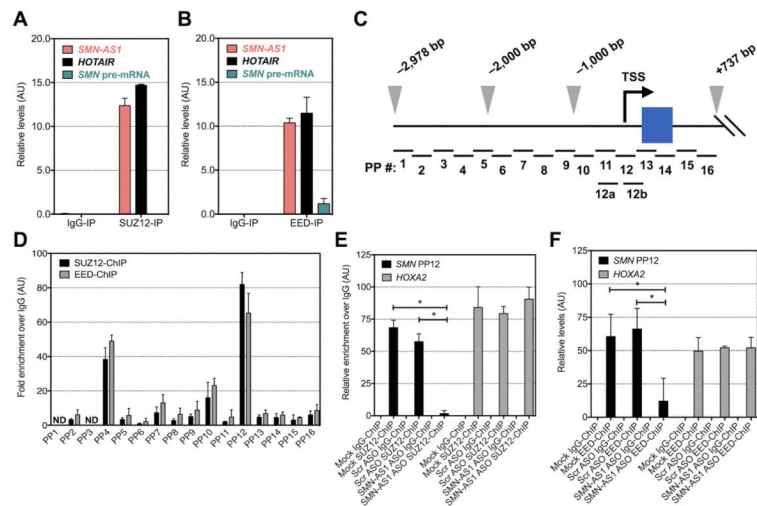 A
SMN-AS1
HOTAIR
SMN pre-mRNA
Relative levels (AU)
20.0
15.0
10.0
5.0
0.0
IgG-IP
SUZ12-IP
B
SMN-AS1
HOTAIR
SMN pre-mRNA
Relative levels (AU)
20.0
15.0
10.0
5.0
0.0
IgG-IP
EED-IP
C
–2,978 bp
–2,000 bp
–1,000 bp
+737 bp
TSS
PP #:
1 2 3 4 5 6 7 8 9 10 11 12 13 14 15 16
12a 12b
D
SUZ12-ChIP
EED-ChIP
Fold enrichment over IgG (AU)
100
80
60
40
20
0
ND
ND
PP1
PP2
PP3
PP4
PP5
PP6
PP7
PP8
PP9
PP10
PP11
PP12
PP13
PP14
PP15
PP16
E
SMN PP12
HOXA2
Relative enrichment over IgG (AU)
125
100
75
50
25
0
*
*
Mock IgG-ChIP
Mock SUZ12-ChIP
Scr ASO IgG-ChIP
Scr ASO SUZ12-ChIP
SMN-AS1 ASO IgG-ChIP
SMN-AS1 ASO SUZ12-ChIP
Mock IgG-ChIP
Mock SUZ12-ChIP
Scr ASO IgG-ChIP
Scr ASO SUZ12-ChIP
SMN-AS1 ASO IgG-ChIP
SMN-AS1 ASO SUZ12-ChIP
F
SMN PP12
HOXA2
Relative levels (AU)
100
75
50
25
0
*
*
Mock IgG-ChIP
Mock EED-ChIP
Scr ASO IgG-ChIP
Scr ASO EED-ChIP
SMN-AS1 ASO IgG-ChIP
SMN-AS1 ASO EED-ChIP
Mock IgG-ChIP
Mock EED-ChIP
Scr ASO IgG-ChIP
Scr ASO EED-ChIP
SMN-AS1 ASO IgG-ChIP
SMN-AS1 ASO EED-ChIP